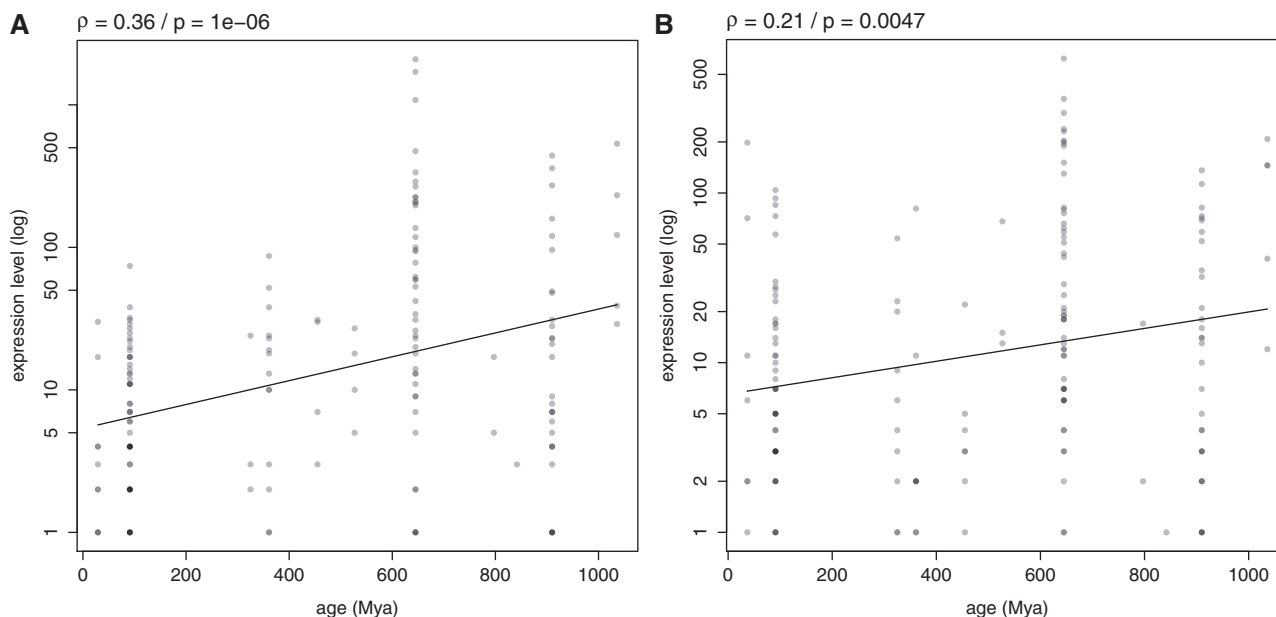 A
ρ = 0.36 / p = 1e−06
expression level (log)
500
100
50
10
5
1
0 200 400 600 800 1000
age (Mya)
B
ρ = 0.21 / p = 0.0047
expression level (log)
500
200
100
50
20
10
5
2
1
0 200 400 600 800 1000
age (Mya)